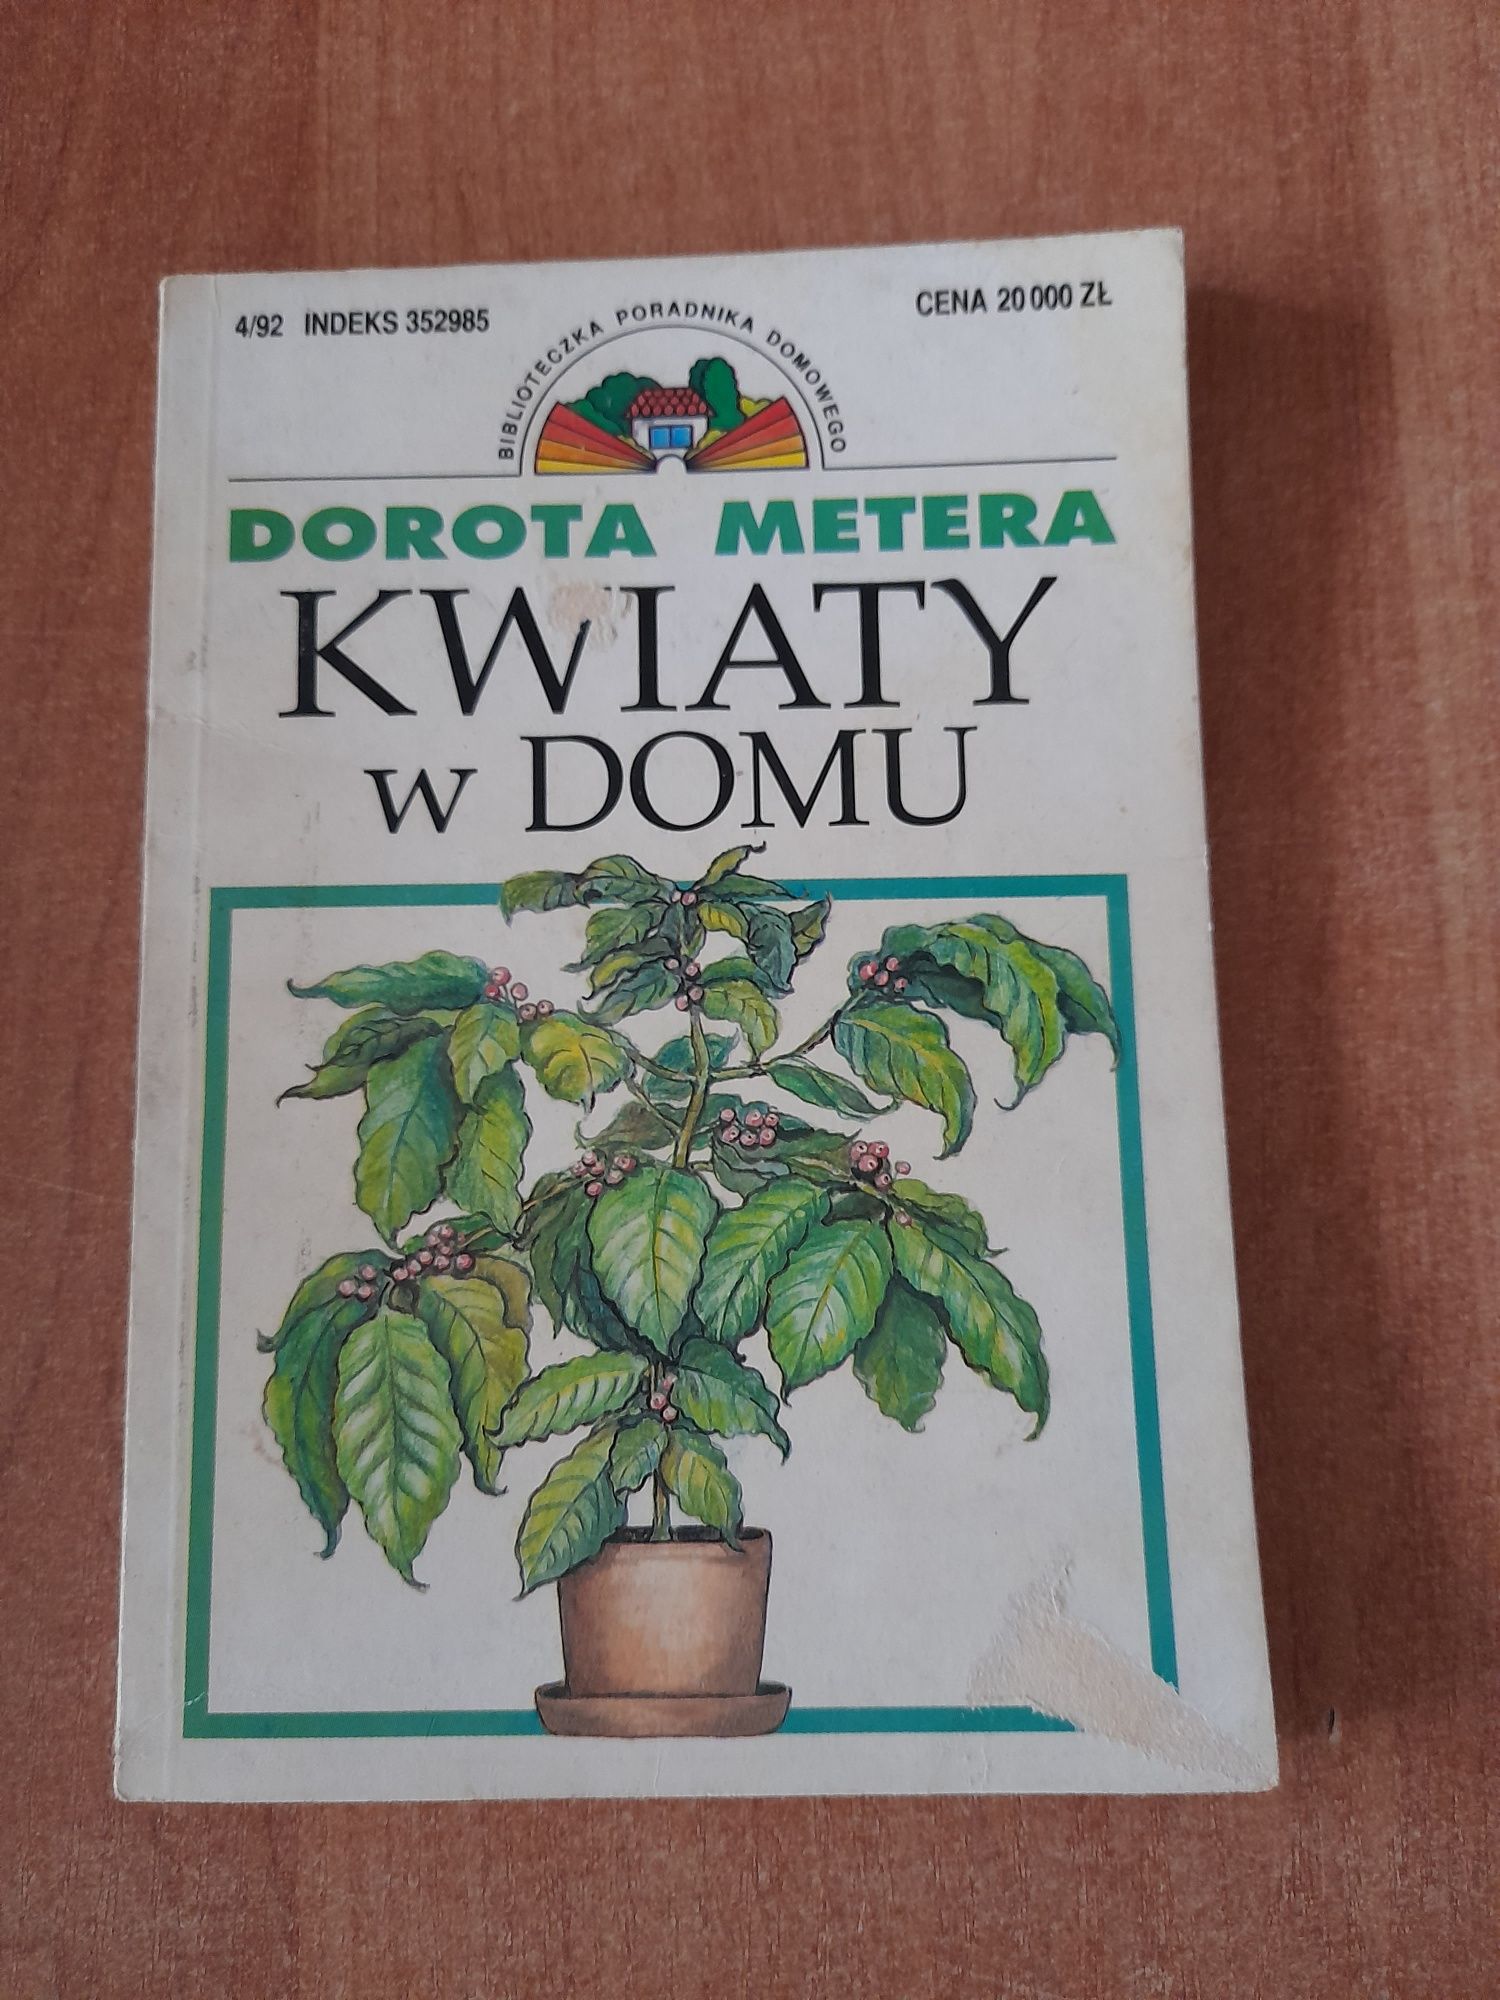 4/92 INDEKS 352985
CENA 20 000 ZŁ
BIBLIOTECZKA PORADNIKA DOMOWEGO
DOROTA METERA
KWIATY
W DOMU